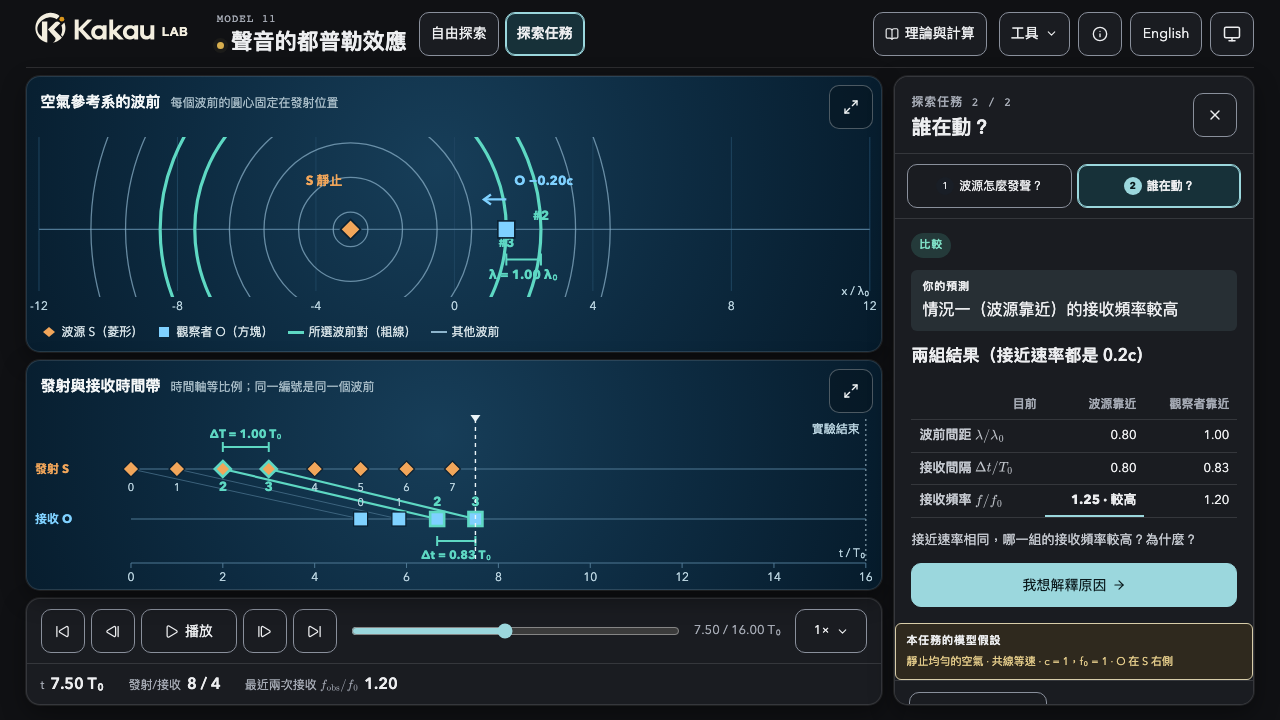 Kakau LAB
MODEL 11
聲音的都普勒效應
自由探索
探索任務
理論與計算
工具
English
空氣參考系的波前 每個波前的圓心固定在發射位置
S 靜止
O −0.20c
#2
#3
λ = 1.00 λ₀
x / λ₀
-12 -8 -4 0 4 8 12
波源 S（菱形） 觀察者 O（方塊） 所選波前對（粗線） 其他波前
發射與接收時間帶 時間軸等比例；同一編號是同一個波前
實驗結束
ΔT = 1.00 T₀
發射 S
0 1 2 3 4 5 6 7
0 1 2 3
接收 O
Δt = 0.83 T₀
t / T₀
0 2 4 6 8 10 12 14 16
播放
7.50 / 16.00 T₀
1×
t 7.50 T₀ 發射/接收 8 / 4 最近兩次接收 f_obs/f₀ 1.20
探索任務 2 / 2
誰在動？
1 波源怎麼發聲？
2 誰在動？
比較
你的預測
情況一（波源靠近）的接收頻率較高
兩組結果（接近速率都是 0.2c）
目前 波源靠近 觀察者靠近
波前間距 λ/λ₀ 0.80 1.00
接收間隔 Δt/T₀ 0.80 0.83
接收頻率 f/f₀ 1.25 · 較高 1.20
接近速率相同，哪一組的接收頻率較高？為什麼？
我想解釋原因 →
本任務的模型假設
靜止均勻的空氣 · 共線等速 · c = 1，f₀ = 1 · O 在 S 右側